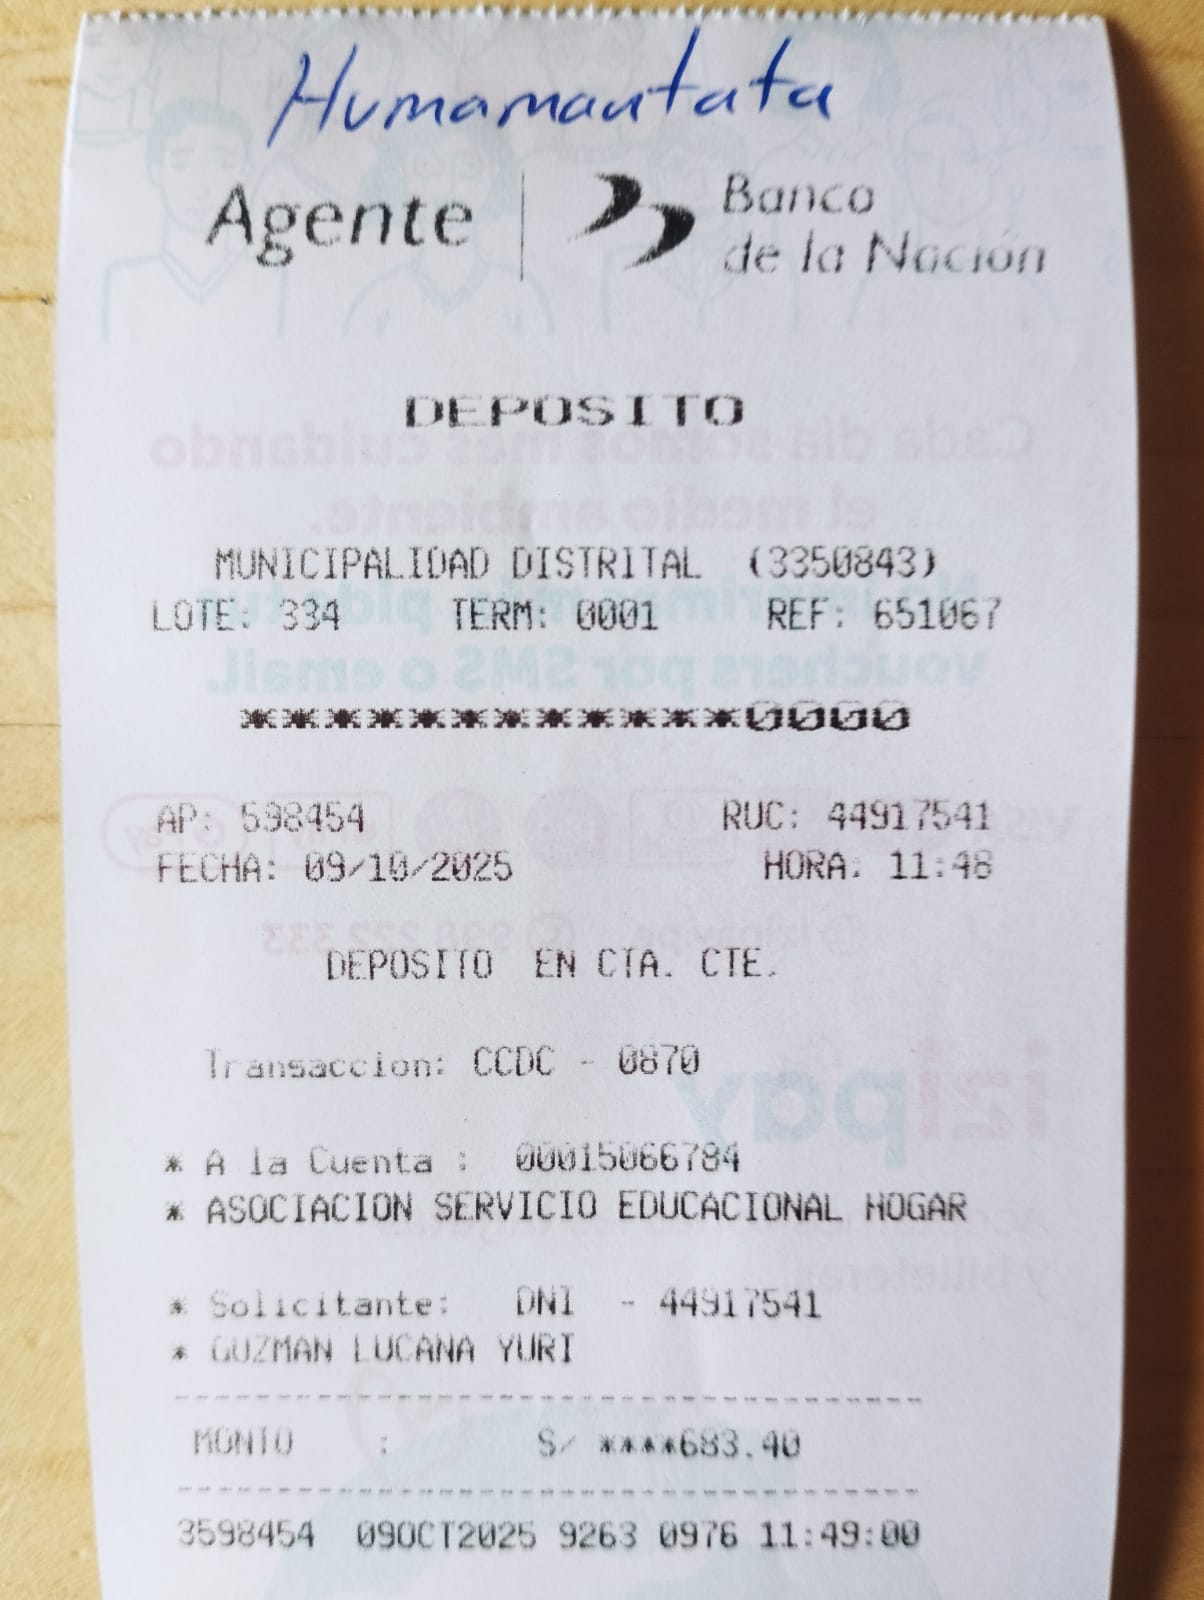 Humamantata
Agente | Banco de la Nación
DEPOSITO
MUNICIPALIDAD DISTRITAL (3350843)
LOTE: 334 TERM: 0001 REF: 651067
************0000
AP: 598454 RUC: 44917541
FECHA: 09/10/2025 HORA: 11:48
DEPOSITO EN CTA. CTE.
Transaccion: CCDC - 0870
* A la Cuenta : 00015066784
* ASOCIACION SERVICIO EDUCACIONAL HOGAR
* Solicitante: DNI - 44917541
* GUZMAN LUCANA YURI
MONTO : S/ ****683.40
3598454 09OCT2025 9263 0976 11:49:00